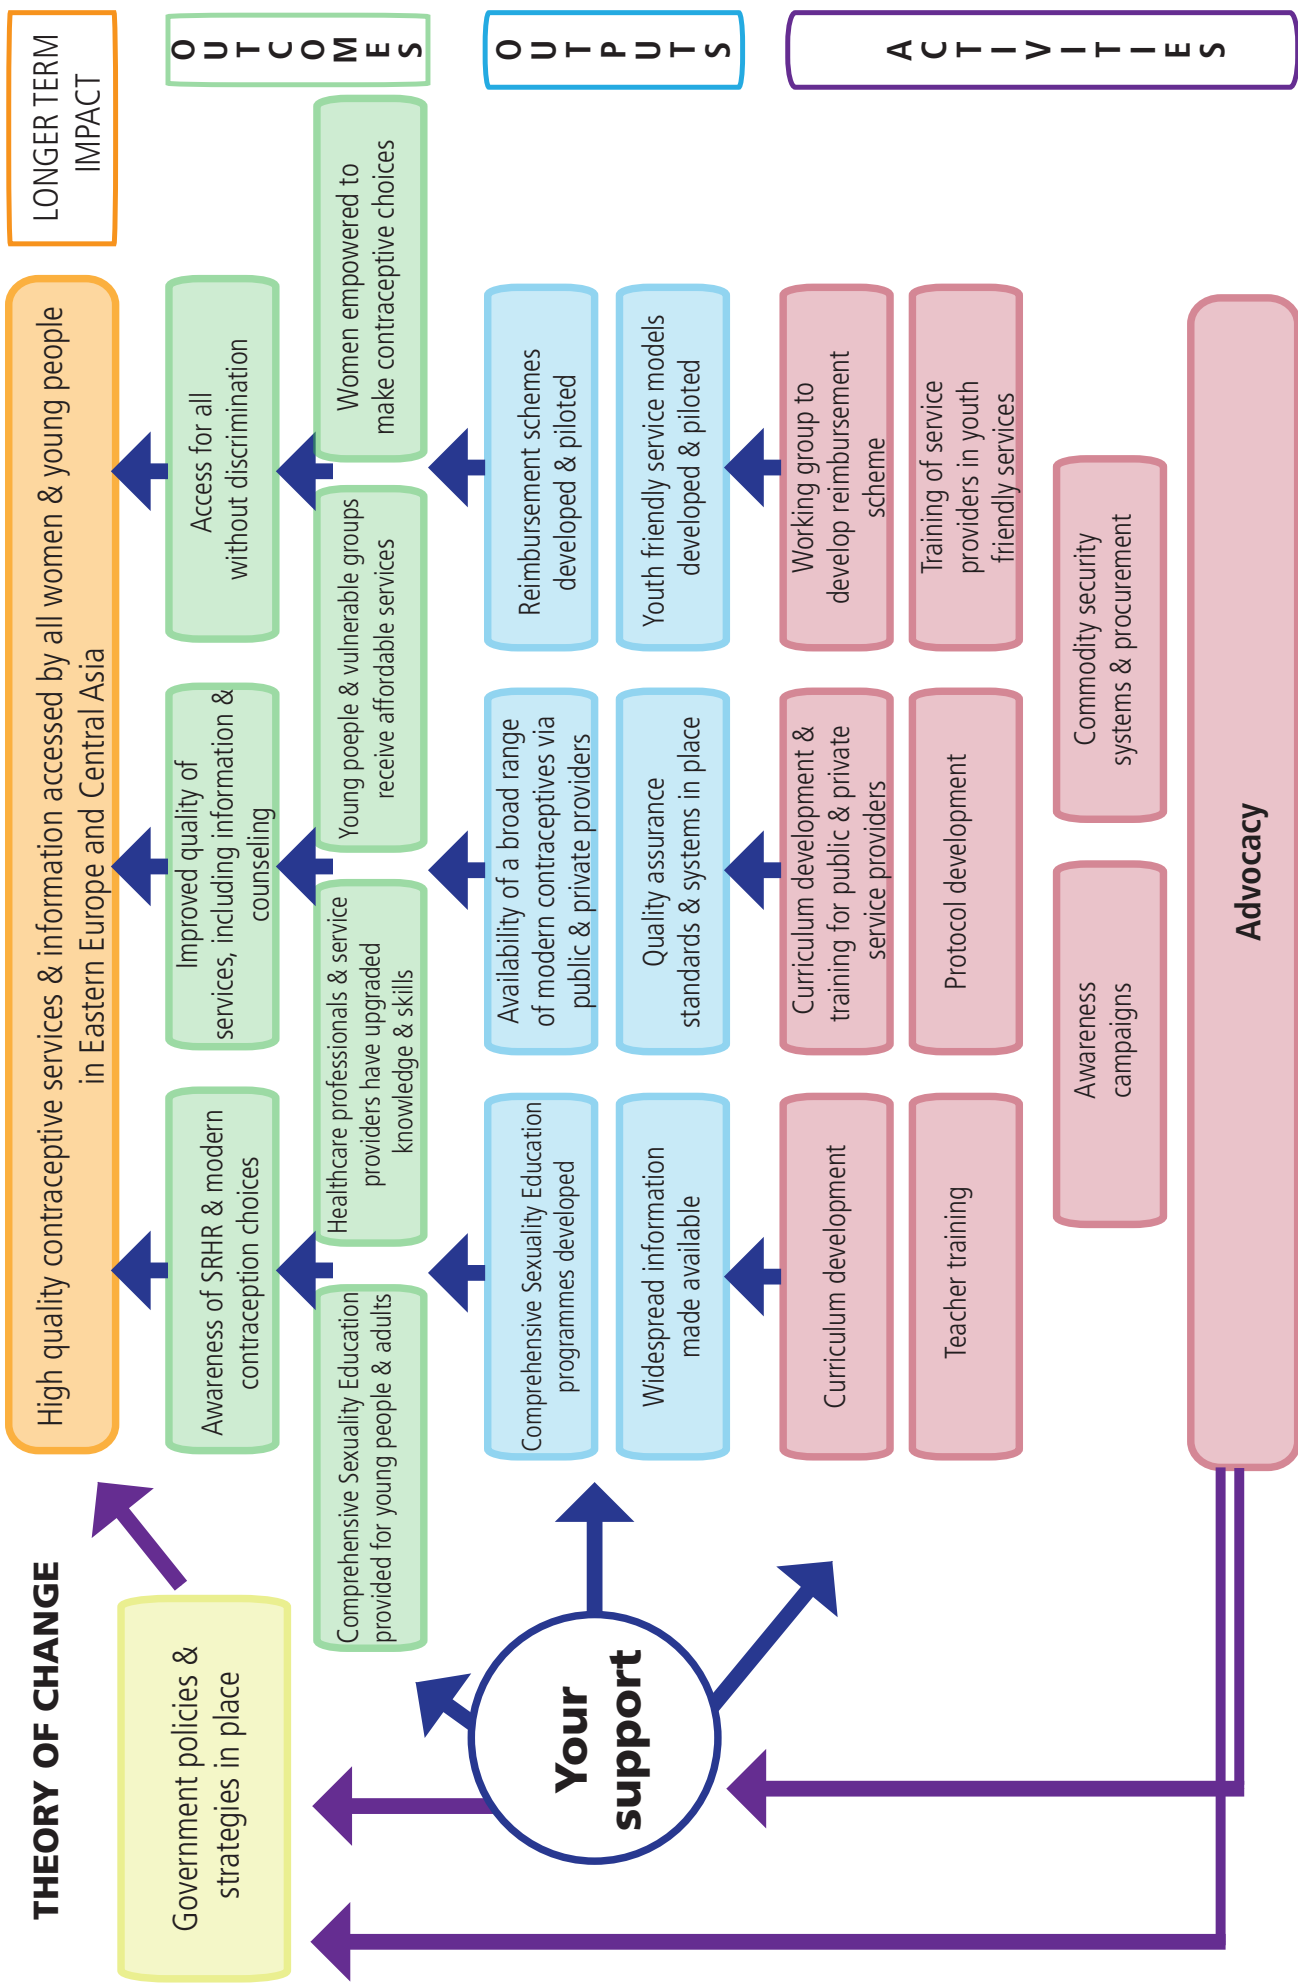 THEORY OF CHANGE
Government policies &
strategies in place
High quality contraceptive services & information accessed by all women & young people
in Eastern Europe and Central Asia
LONGER TERM
IMPACT
Awareness of SRHR & modern
contraception choices
Improved quality of
services, including information &
counseling
Access for all
without discrimination
OUTCOMES
Comprehensive Sexuality Education
provided for young people & adults
Healthcare professionals & service
providers have upgraded
knowledge & skills
Young poeple & vulnerable groups
receive affordable services
Women empowered to
make contraceptive choices
Your
support
Comprehensive Sexuality Education
programmes developed
Availability of a broad range
of modern contraceptives via
public & private providers
Reimbursement schemes
developed & piloted
OUTPUTS
Widespread information
made available
Quality assurance
standards & systems in place
Youth friendly service models
developed & piloted
Curriculum development
Curriculum development &
training for public & private
service providers
Working group to
develop reimbursement
scheme
ACTIVITIES
Teacher training
Protocol development
Training of service
providers in youth
friendly services
Awareness
campaigns
Commodity security
systems & procurement
Advocacy